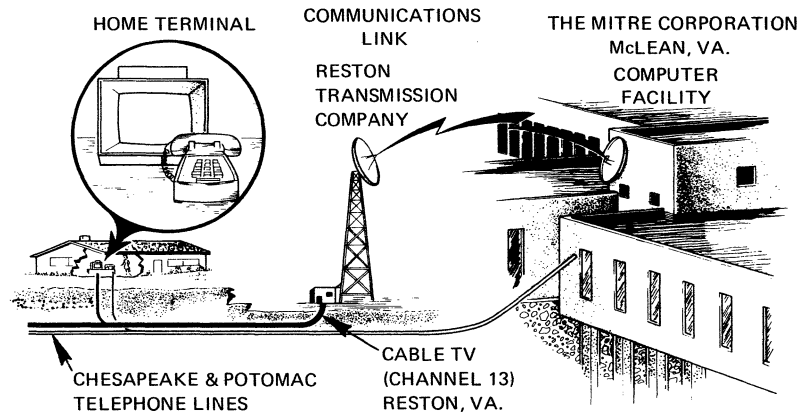 HOME TERMINAL
COMMUNICATIONS
LINK
RESTON
TRANSMISSION
COMPANY
THE MITRE CORPORATION
McLEAN, VA.
COMPUTER
FACILITY
CHESAPEAKE & POTOMAC
TELEPHONE LINES
CABLE TV
(CHANNEL 13)
RESTON, VA.